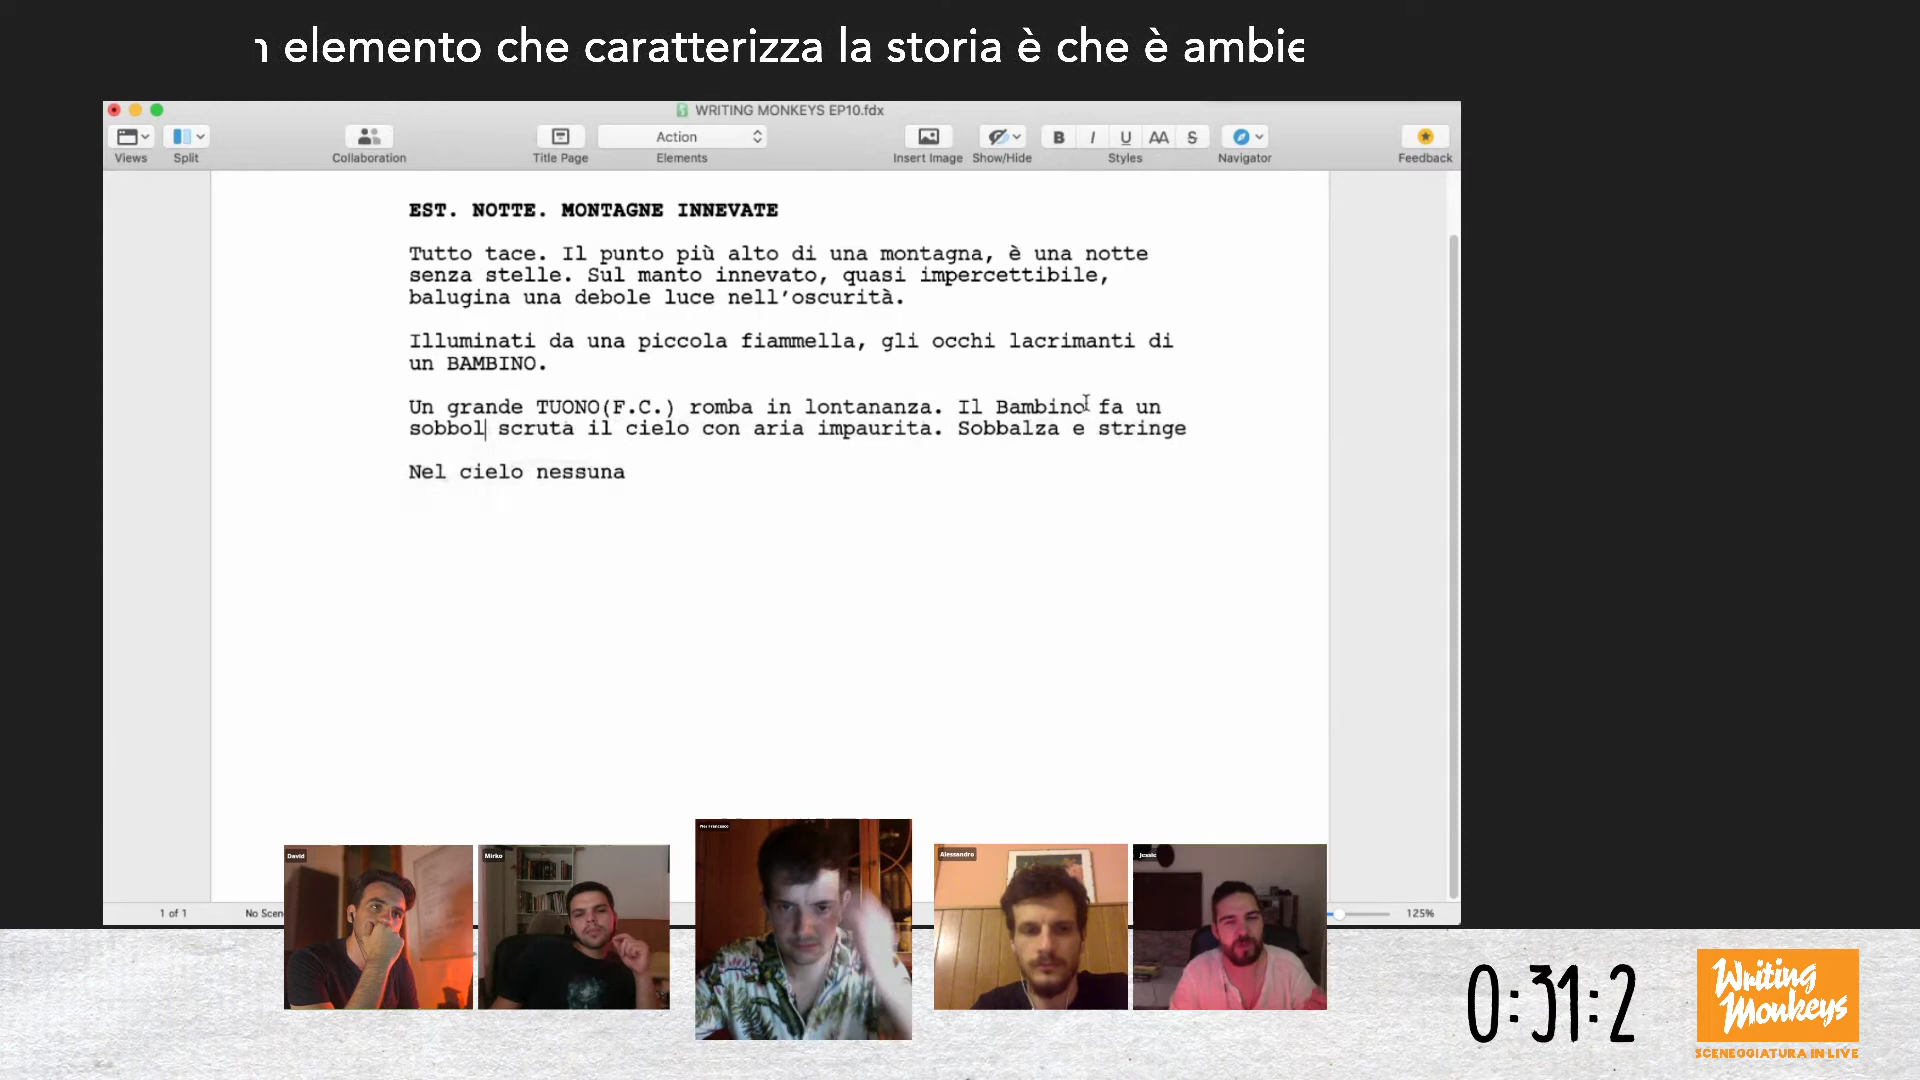 n elemento che caratterizza la storia è che è ambie
WRITING MONKEYS EP10.fdx
Action
B I U AA S
Views Split Collaboration Title Page Elements Insert Image Show/Hide Styles Navigator Feedback
EST. NOTTE. MONTAGNE INNEVATE
Tutto tace. Il punto più alto di una montagna, è una notte
senza stelle. Sul manto innevato, quasi impercettibile,
balugina una debole luce nell’oscurità.
Illuminati da una piccola fiammella, gli occhi lacrimanti di
un BAMBINO.
Un grande TUONO(F.C.) romba in lontananza. Il Bambino fa un
sobbol scruta il cielo con aria impaurita. Sobbalza e stringe
Nel cielo nessuna
David
Mirko
Alessandro
Jessie
1 of 1
No Scen
125%
0:31:2
Writing
Monkeys
SCENEGGIATURA IN LIVE